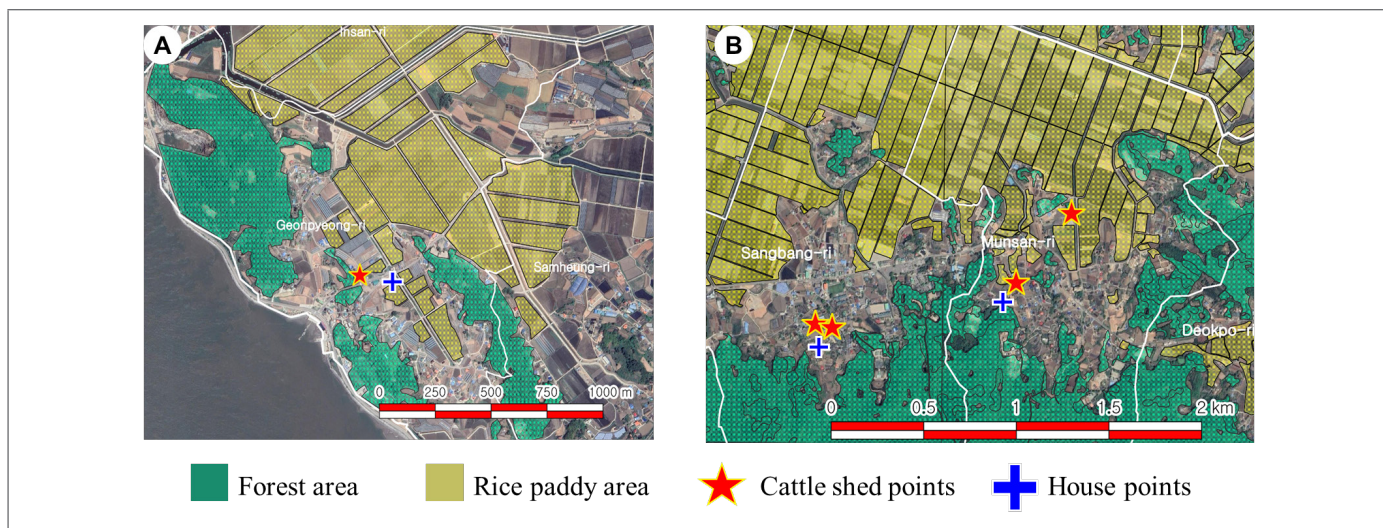 A
Ihsan-ri
Geonpyeong-ri
Samheung-ri
0 250 500 750 1000 m
B
Sangbang-ri
Munsan-ri
Deokpo-ri
0 0.5 1 1.5 2 km
Forest area
Rice paddy area
Cattle shed points
House points